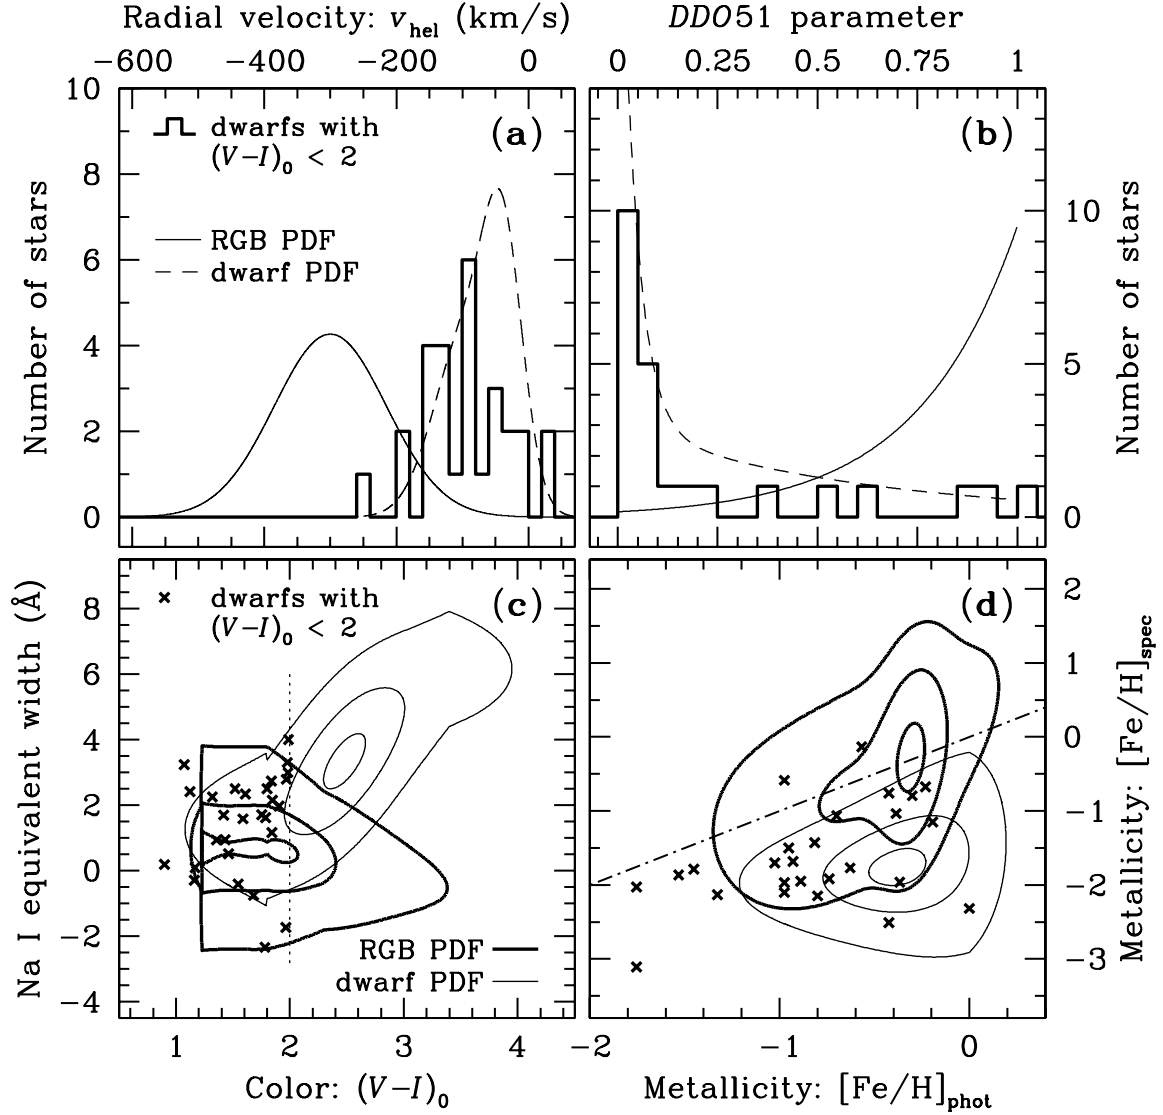 Radial velocity: v_hel (km/s)
DDO51 parameter
−600 −400 −200 0
0 0.25 0.5 0.75 1
10
8
6
4
2
0
Number of stars
dwarfs with
(V−I)_0 < 2
(a)
RGB PDF
dwarf PDF
(b)
10
5
0
Number of stars
8
6
4
2
0
−2
−4
Na I equivalent width (Å)
dwarfs with
(V−I)_0 < 2
(c)
RGB PDF
dwarf PDF
(d)
2
1
0
−1
−2
−3
Metallicity: [Fe/H]_spec
1 2 3 4
−2 −1 0
Color: (V−I)_0
Metallicity: [Fe/H]_phot